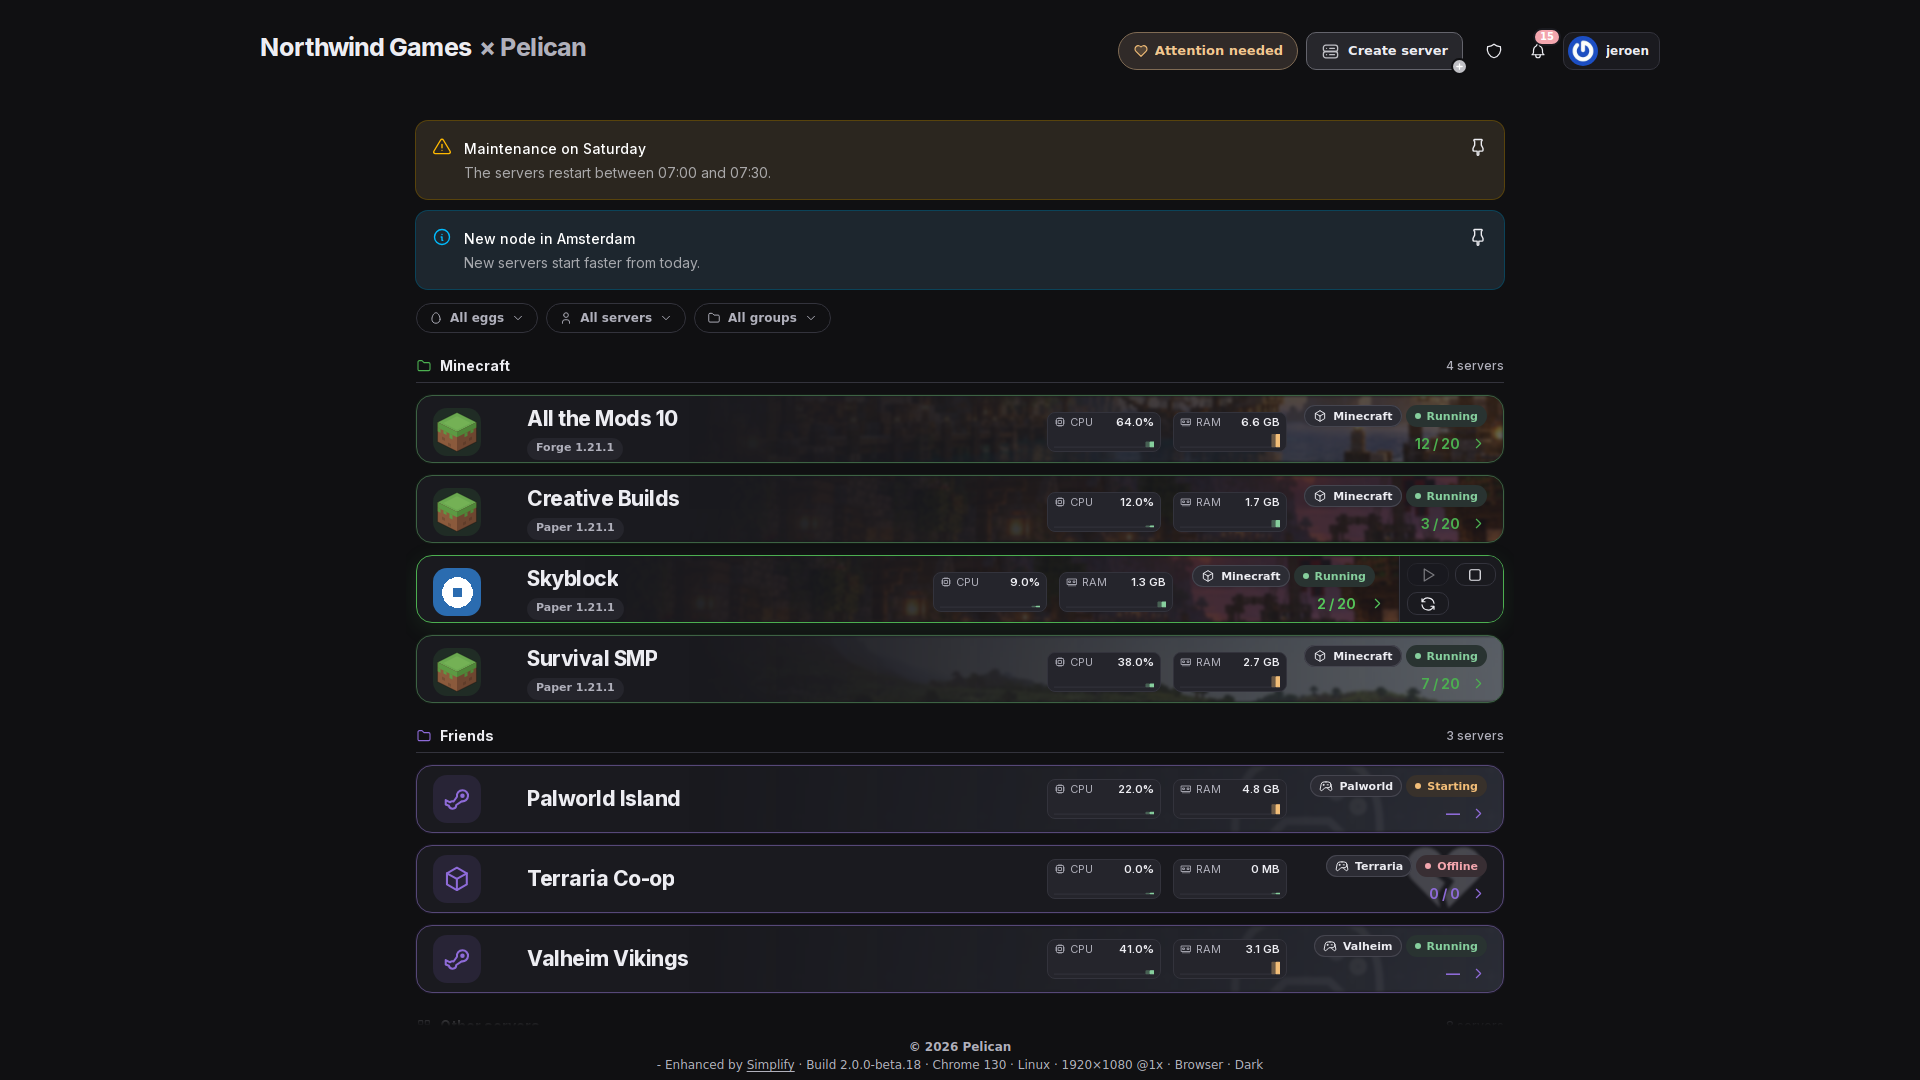 Northwind Games × Pelican
Attention needed
Create server
15
jeroen
Maintenance on Saturday
The servers restart between 07:00 and 07:30.
New node in Amsterdam
New servers start faster from today.
All eggs
All servers
All groups
Minecraft
4 servers
All the Mods 10
Forge 1.21.1
CPU 64.0%
RAM 6.6 GB
Minecraft
Running
12 / 20
Creative Builds
Paper 1.21.1
CPU 12.0%
RAM 1.7 GB
Minecraft
Running
3 / 20
Skyblock
Paper 1.21.1
CPU 9.0%
RAM 1.3 GB
Minecraft
Running
2 / 20
Survival SMP
Paper 1.21.1
CPU 38.0%
RAM 2.7 GB
Minecraft
Running
7 / 20
Friends
3 servers
Palworld Island
CPU 22.0%
RAM 4.8 GB
Palworld
Starting
—
Terraria Co-op
CPU 0.0%
RAM 0 MB
Terraria
Offline
0 / 0
Valheim Vikings
CPU 41.0%
RAM 3.1 GB
Valheim
Running
—
© 2026 Pelican
- Enhanced by Simplify · Build 2.0.0-beta.18 · Chrome 130 · Linux · 1920×1080 @1x · Browser · Dark